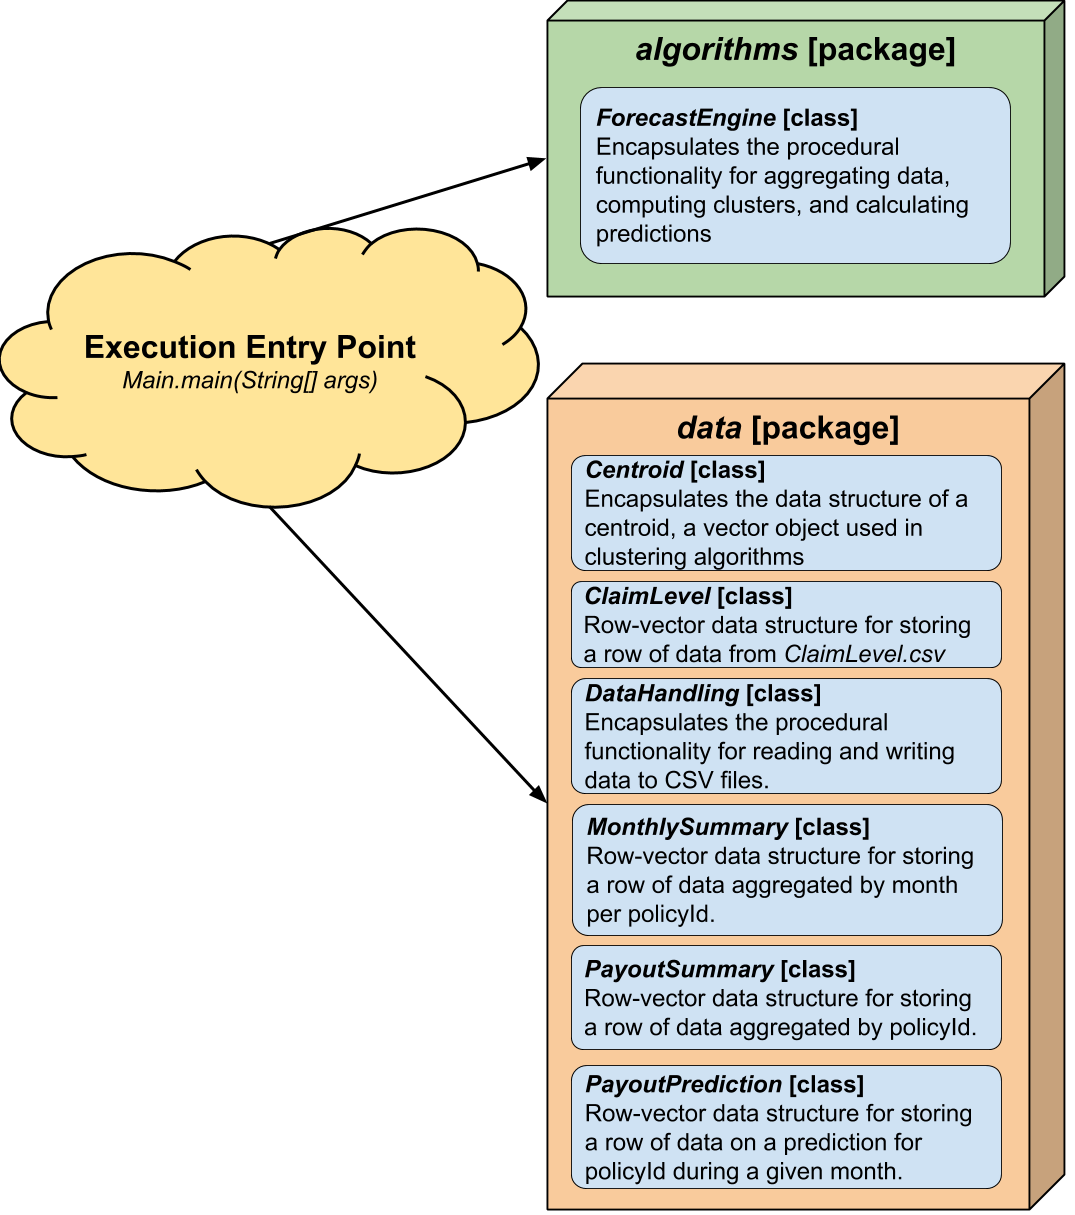 algorithms [package]
ForecastEngine [class]
Encapsulates the procedural
functionality for aggregating data,
computing clusters, and calculating
predictions
Execution Entry Point
Main.main(String[] args)
data [package]
Centroid [class]
Encapsulates the data structure of a
centroid, a vector object used in
clustering algorithms
ClaimLevel [class]
Row-vector data structure for storing
a row of data from ClaimLevel.csv
DataHandling [class]
Encapsulates the procedural
functionality for reading and writing
data to CSV files.
MonthlySummary [class]
Row-vector data structure for storing
a row of data aggregated by month
per policyId.
PayoutSummary [class]
Row-vector data structure for storing
a row of data aggregated by policyId.
PayoutPrediction [class]
Row-vector data structure for storing
a row of data on a prediction for
policyId during a given month.